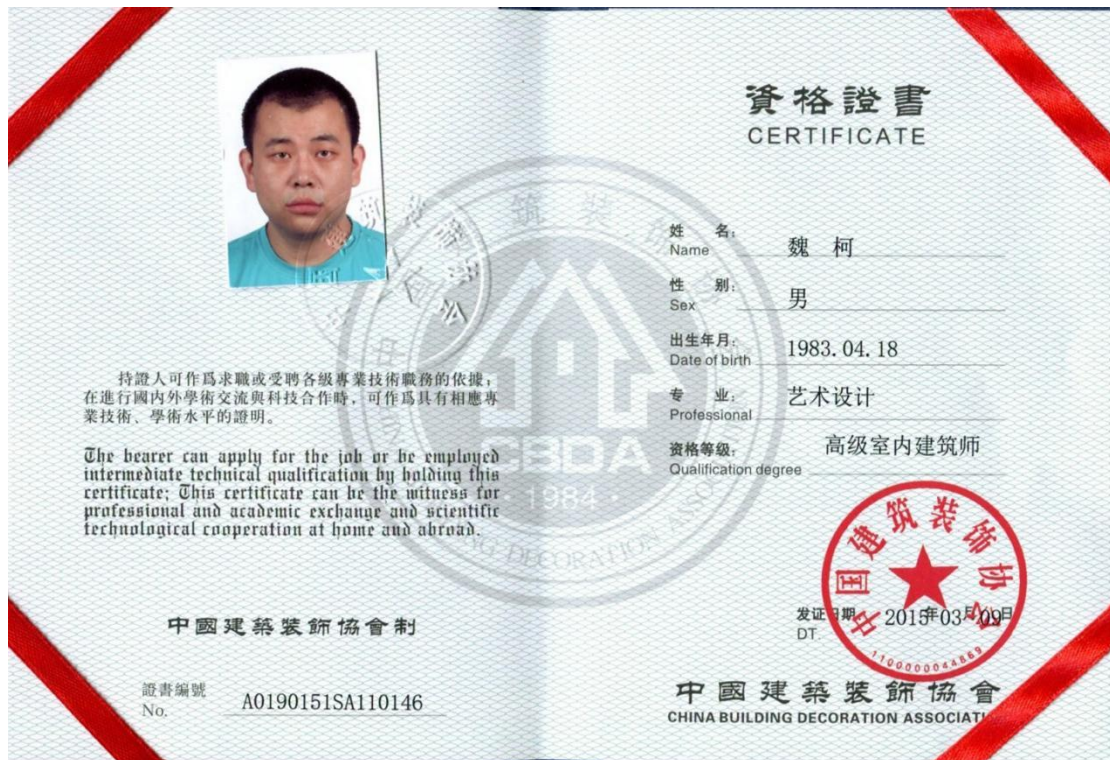 持證人可作爲求職或受聘各級專業技術職務的依據，
在進行國内外學術交流與科技合作時，可作爲具有相應專
業技術、學術水平的證明。
The bearer can apply for the job or be employed
intermediate technical qualification by holding this
certificate; This certificate can be the witness for
professional and academic exchange and scientific
technological cooperation at home and abroad.
中國建築裝飾協會制
證書編號
No. A0190151SA110146
資格證書
CERTIFICATE
姓 名：
Name 魏 柯
性 别：
Sex 男
出生年月：
Date of birth 1983.04.18
专 业：
Professional 艺术设计
资格等级：
Qualification degree 高级室内建筑师
中国建筑装饰协会
发证日期
DT. 2015年03月09日
1100000044869
中國建築裝飾協會
CHINA BUILDING DECORATION ASSOCIATI
CBDA
· 1984 ·